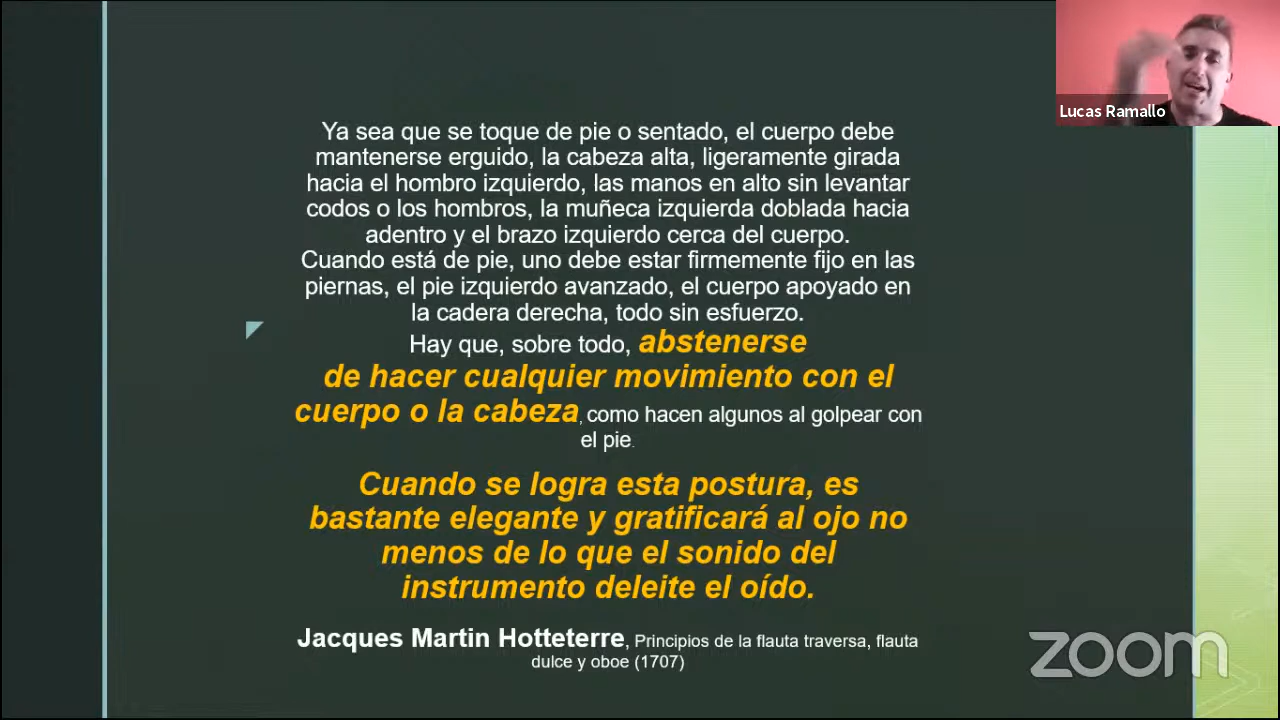 Lucas Ramallo
Ya sea que se toque de pie o sentado, el cuerpo debe
mantenerse erguido, la cabeza alta, ligeramente girada
hacia el hombro izquierdo, las manos en alto sin levantar
codos o los hombros, la muñeca izquierda doblada hacia
adentro y el brazo izquierdo cerca del cuerpo.
Cuando está de pie, uno debe estar firmemente fijo en las
piernas, el pie izquierdo avanzado, el cuerpo apoyado en
la cadera derecha, todo sin esfuerzo.
Hay que, sobre todo, abstenerse
de hacer cualquier movimiento con el
cuerpo o la cabeza, como hacen algunos al golpear con
el pie.
Cuando se logra esta postura, es
bastante elegante y gratificará al ojo no
menos de lo que el sonido del
instrumento deleite el oído.
Jacques Martin Hotteterre, Principios de la flauta traversa, flauta
dulce y oboe (1707)
zoom